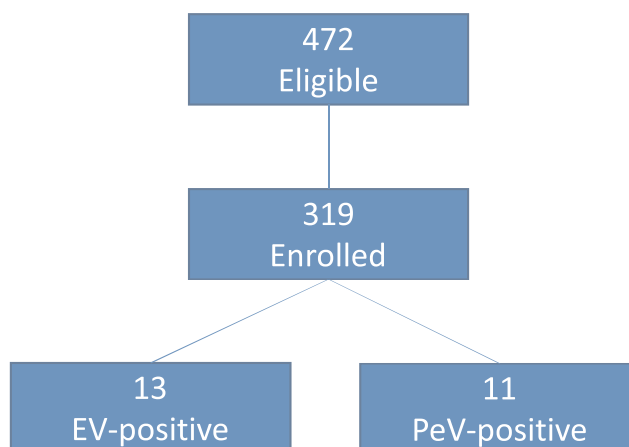 472
Eligible
319
Enrolled
13
EV-positive
11
PeV-positive